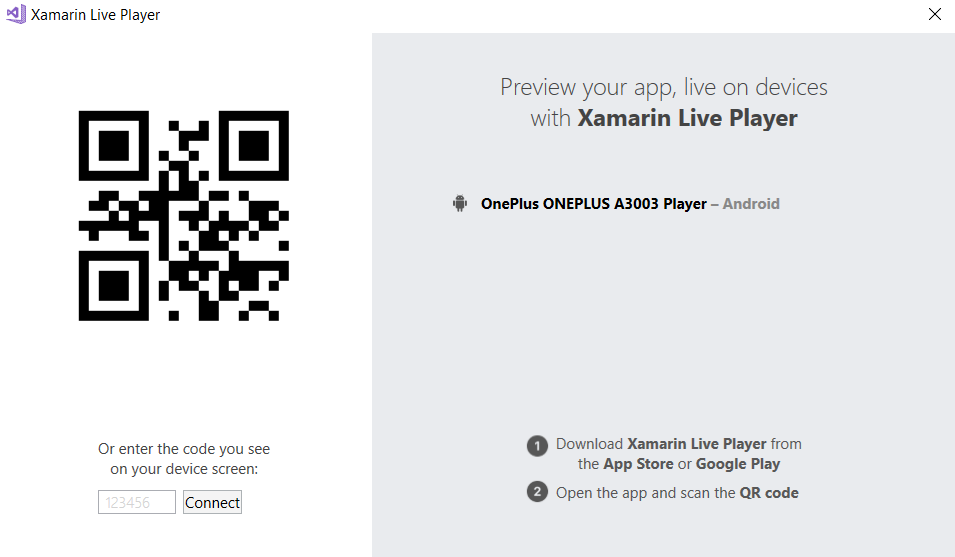 Xamarin Live Player
Preview your app, live on devices
with Xamarin Live Player
OnePlus ONEPLUS A3003 Player – Android
Or enter the code you see
on your device screen:
123456
Connect
1 Download Xamarin Live Player from
the App Store or Google Play
2 Open the app and scan the QR code